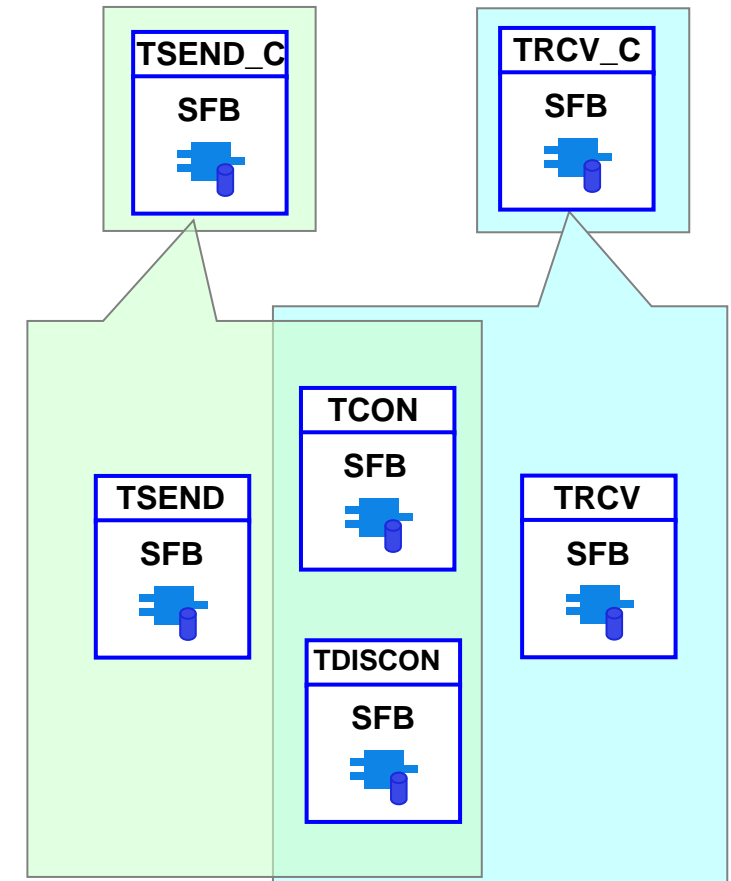 TSEND_C
SFB
TRCV_C
SFB
TCON
SFB
TSEND
SFB
TRCV
SFB
TDISCON
SFB